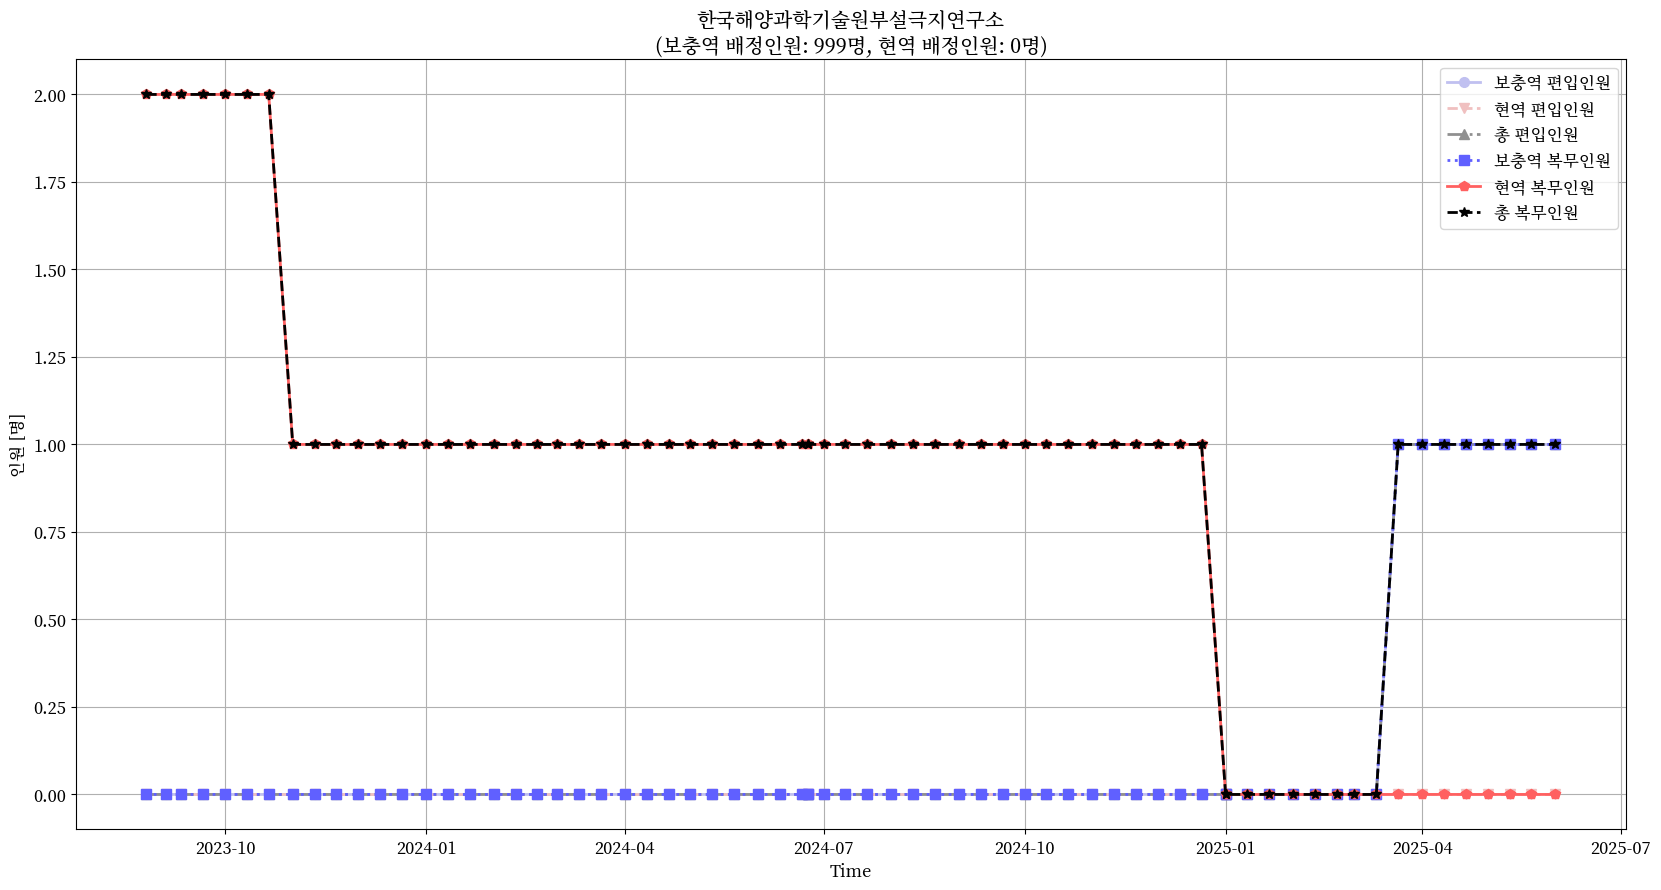 한국해양과학기술원부설극지연구소
(보충역 배정인원: 999명, 현역 배정인원: 0명)
보충역 편입인원
현역 편입인원
총 편입인원
보충역 복무인원
현역 복무인원
총 복무인원
인원 [명]
2.00
1.75
1.50
1.25
1.00
0.75
0.50
0.25
0.00
2023-10
2024-01
2024-04
2024-07
2024-10
2025-01
2025-04
2025-07
Time